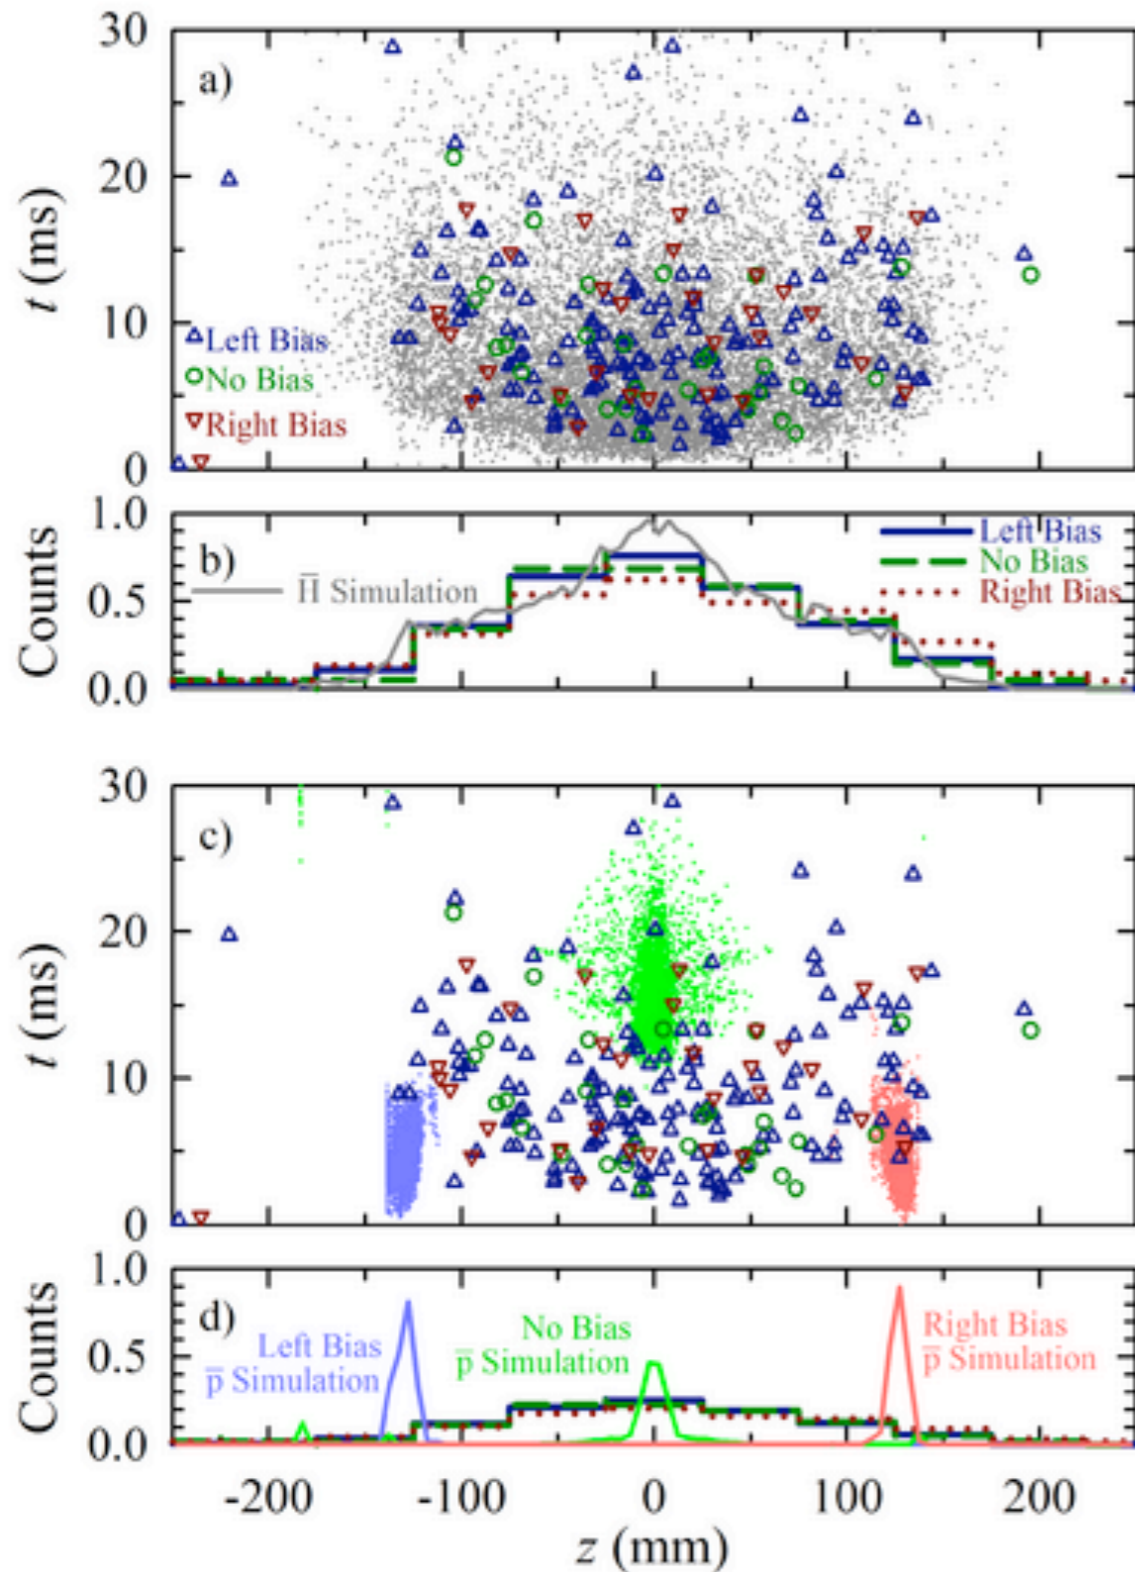 30
a)
20
t (ms)
10
Left Bias
No Bias
Right Bias
0
1.0
b)
Left Bias
No Bias
Right Bias
H̄ Simulation
0.5
Counts
0.0
30
c)
20
t (ms)
10
0
1.0
d)
Left Bias
p̄ Simulation
No Bias
p̄ Simulation
Right Bias
p̄ Simulation
0.5
Counts
0.0
-200 -100 0 100 200
z (mm)